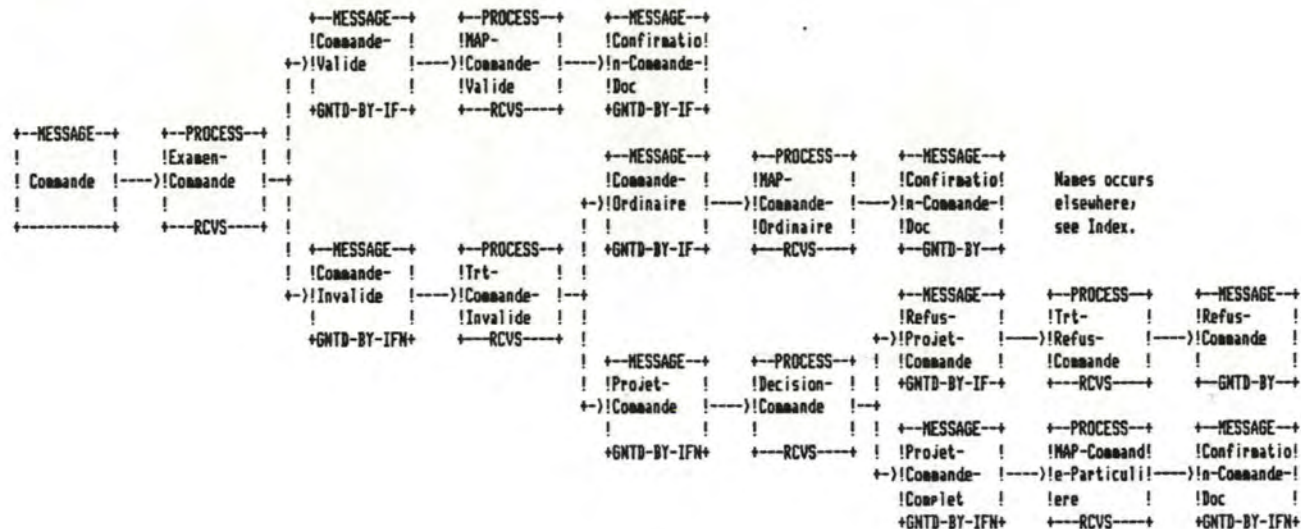 MESSAGE
Commande
PROCESS
Examen-
Commande
RCVS
MESSAGE
Commande-
Valide
GNTD-BY-IF
PROCESS
MAP-
Commande-
Valide
RCVS
MESSAGE
Confirmatio
n-Commande-
Doc
GNTD-BY-IF
MESSAGE
Commande-
Invalide
GNTD-BY-IFN
PROCESS
Trt-
Commande-
Invalide
RCVS
MESSAGE
Commande-
Ordinaire
GNTD-BY-IF
PROCESS
MAP-
Commande-
Ordinaire
RCVS
MESSAGE
Confirmatio
n-Commande-
Doc
GNTD-BY
Names occurs
elsewhere,
see Index.
MESSAGE
Projet-
Commande
GNTD-BY-IFN
PROCESS
Decision-
Commande
RCVS
MESSAGE
Refus-
Projet-
Commande
GNTD-BY-IF
PROCESS
Trt-
Refus-
Commande
RCVS
MESSAGE
Refus-
Commande
GNTD-BY
MESSAGE
Projet-
Commande-
Complet
GNTD-BY-IFN
PROCESS
MAP-Command
e-Particuli
ere
RCVS
MESSAGE
Confirmatio
n-Commande-
Doc
GNTD-BY-IFN